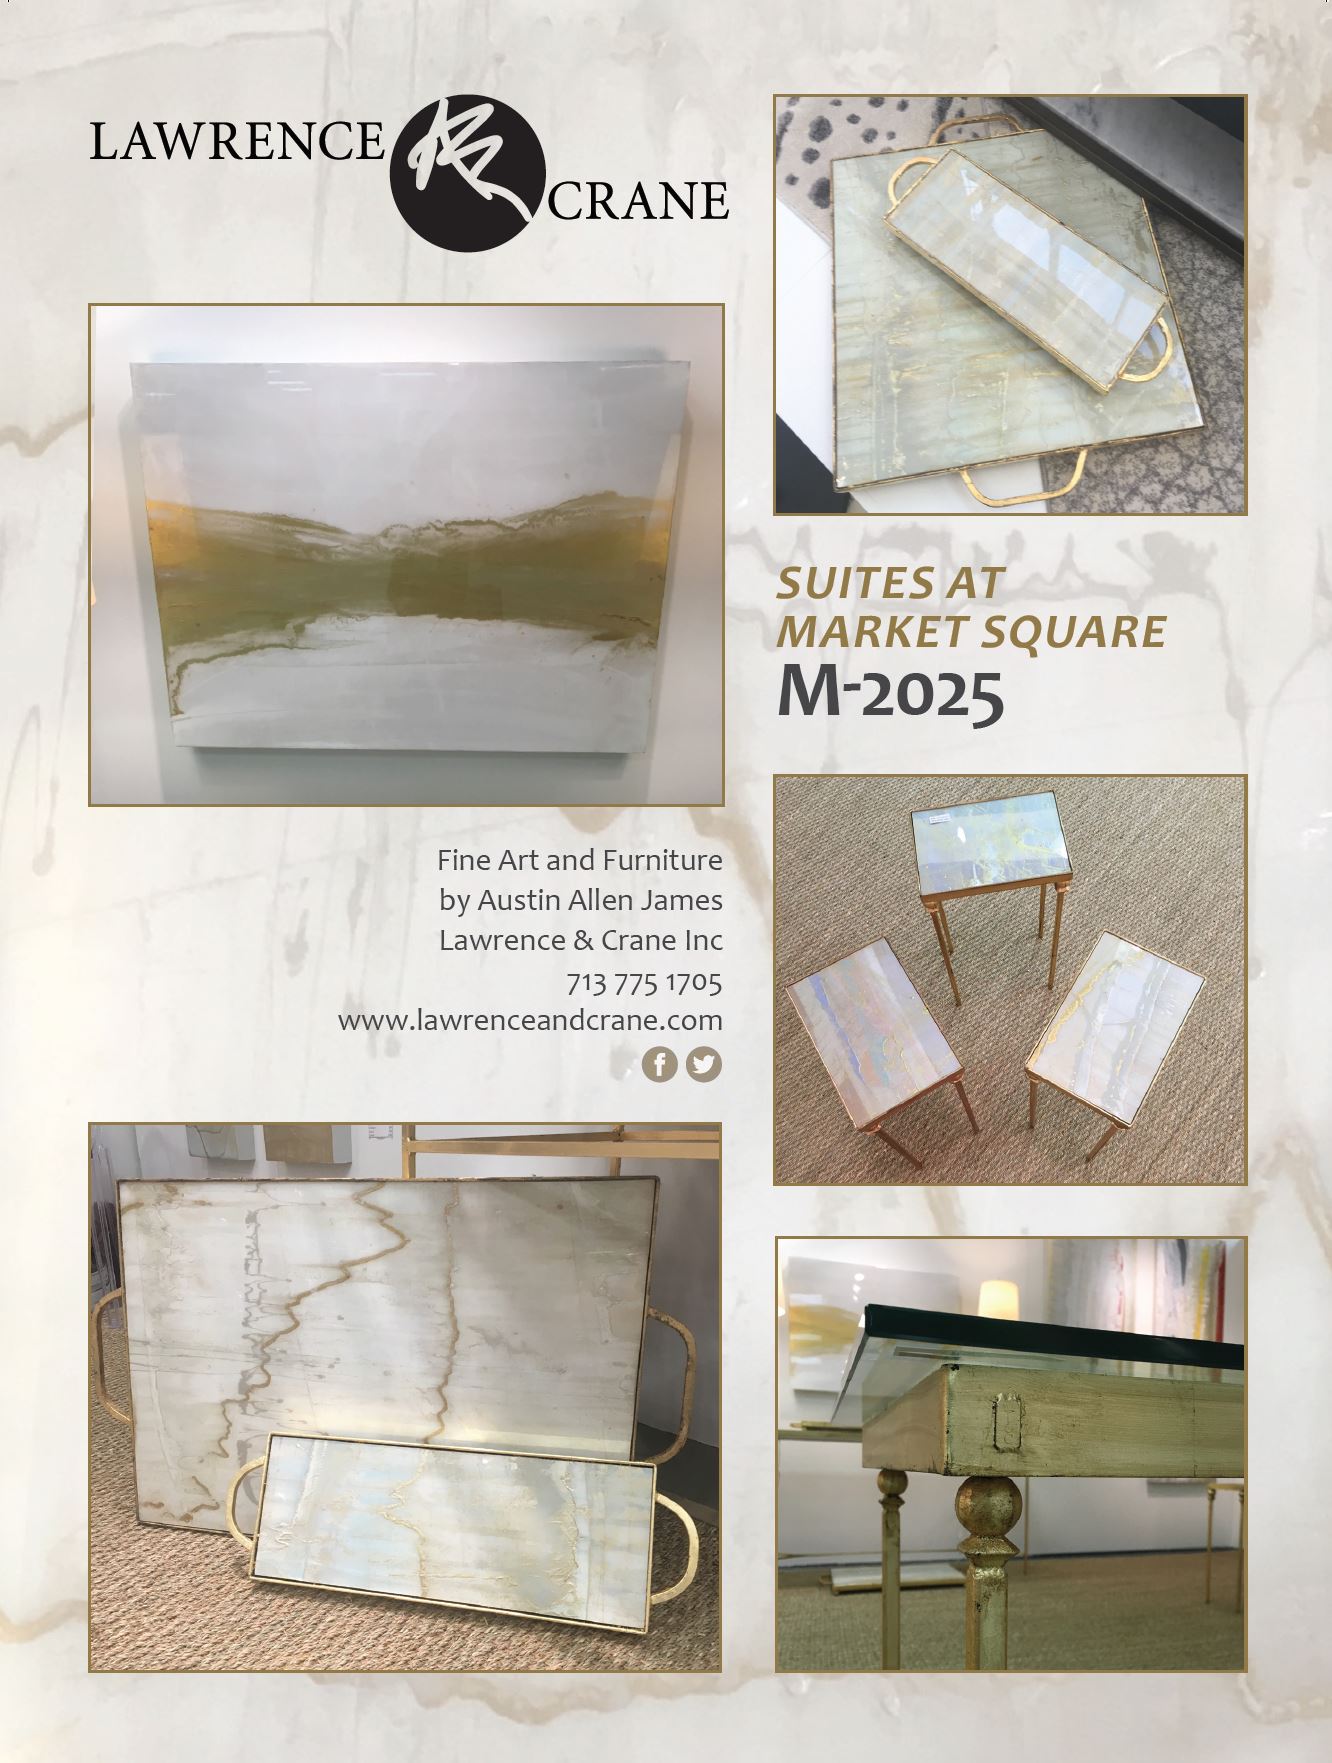 LAWRENCE
CRANE
SUITES AT
MARKET SQUARE
M-2025
Fine Art and Furniture
by Austin Allen James
Lawrence & Crane Inc
713 775 1705
www.lawrenceandcrane.com